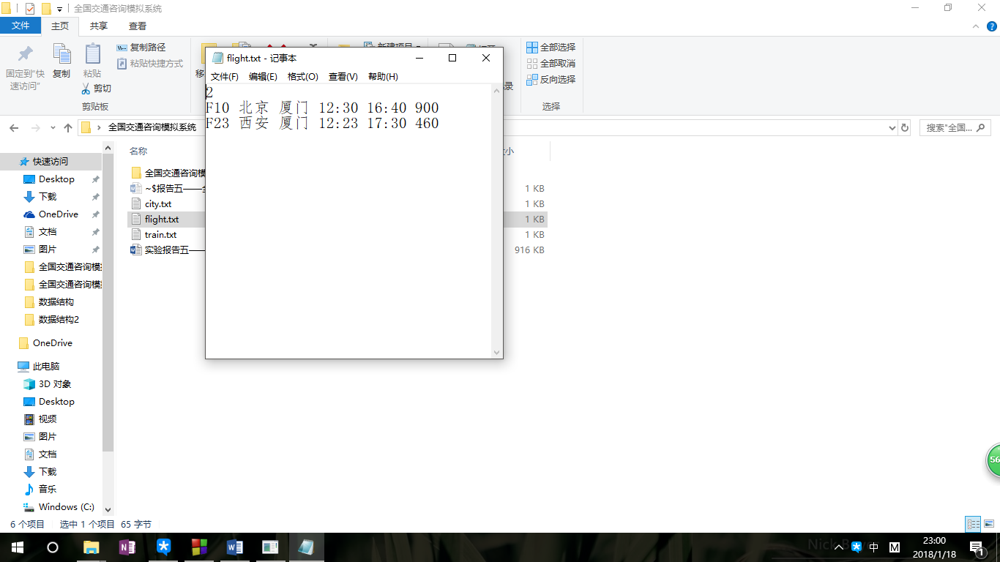 全国交通咨询模拟系统
文件 主页 共享 查看
固定到"快速访问"
复制
粘贴
复制路径
粘贴快捷方式
剪切
剪贴板
全部选择
全部取消
反向选择
选择
flight.txt - 记事本
文件(F) 编辑(E) 格式(O) 查看(V) 帮助(H)
2
F10 北京 厦门 12:30 16:40 900
F23 西安 厦门 12:23 17:30 460
全国交通咨询模拟系统
搜索"全国...
快速访问
Desktop
下载
OneDrive
文档
图片
全国交通咨询模
全国交通咨询模
数据结构
数据结构2
OneDrive
此电脑
3D 对象
Desktop
视频
图片
文档
下载
音乐
Windows (C:)
名称
全国交通咨询模
~$报告五——
1 KB
city.txt
1 KB
flight.txt
1 KB
train.txt
1 KB
实验报告五——
916 KB
6 个项目 选中 1 个项目 65 字节
56
中
M
23:00
2018/1/18
1